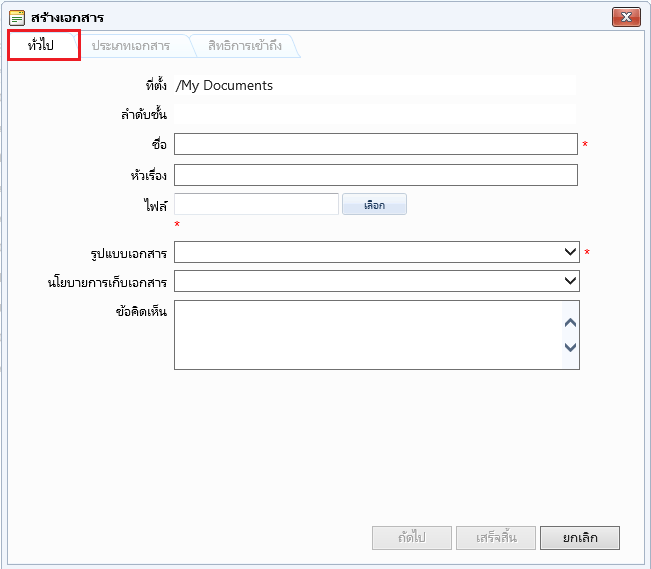 สร้างเอกสาร
ทั่วไป ประเภทเอกสาร สิทธิการเข้าถึง
ที่ตั้ง /My Documents
ลำดับชั้น
ชื่อ *
หัวเรื่อง
ไฟล์ เลือก
*
รูปแบบเอกสาร *
นโยบายการเก็บเอกสาร
ข้อคิดเห็น
ถัดไป เสร็จสิ้น ยกเลิก